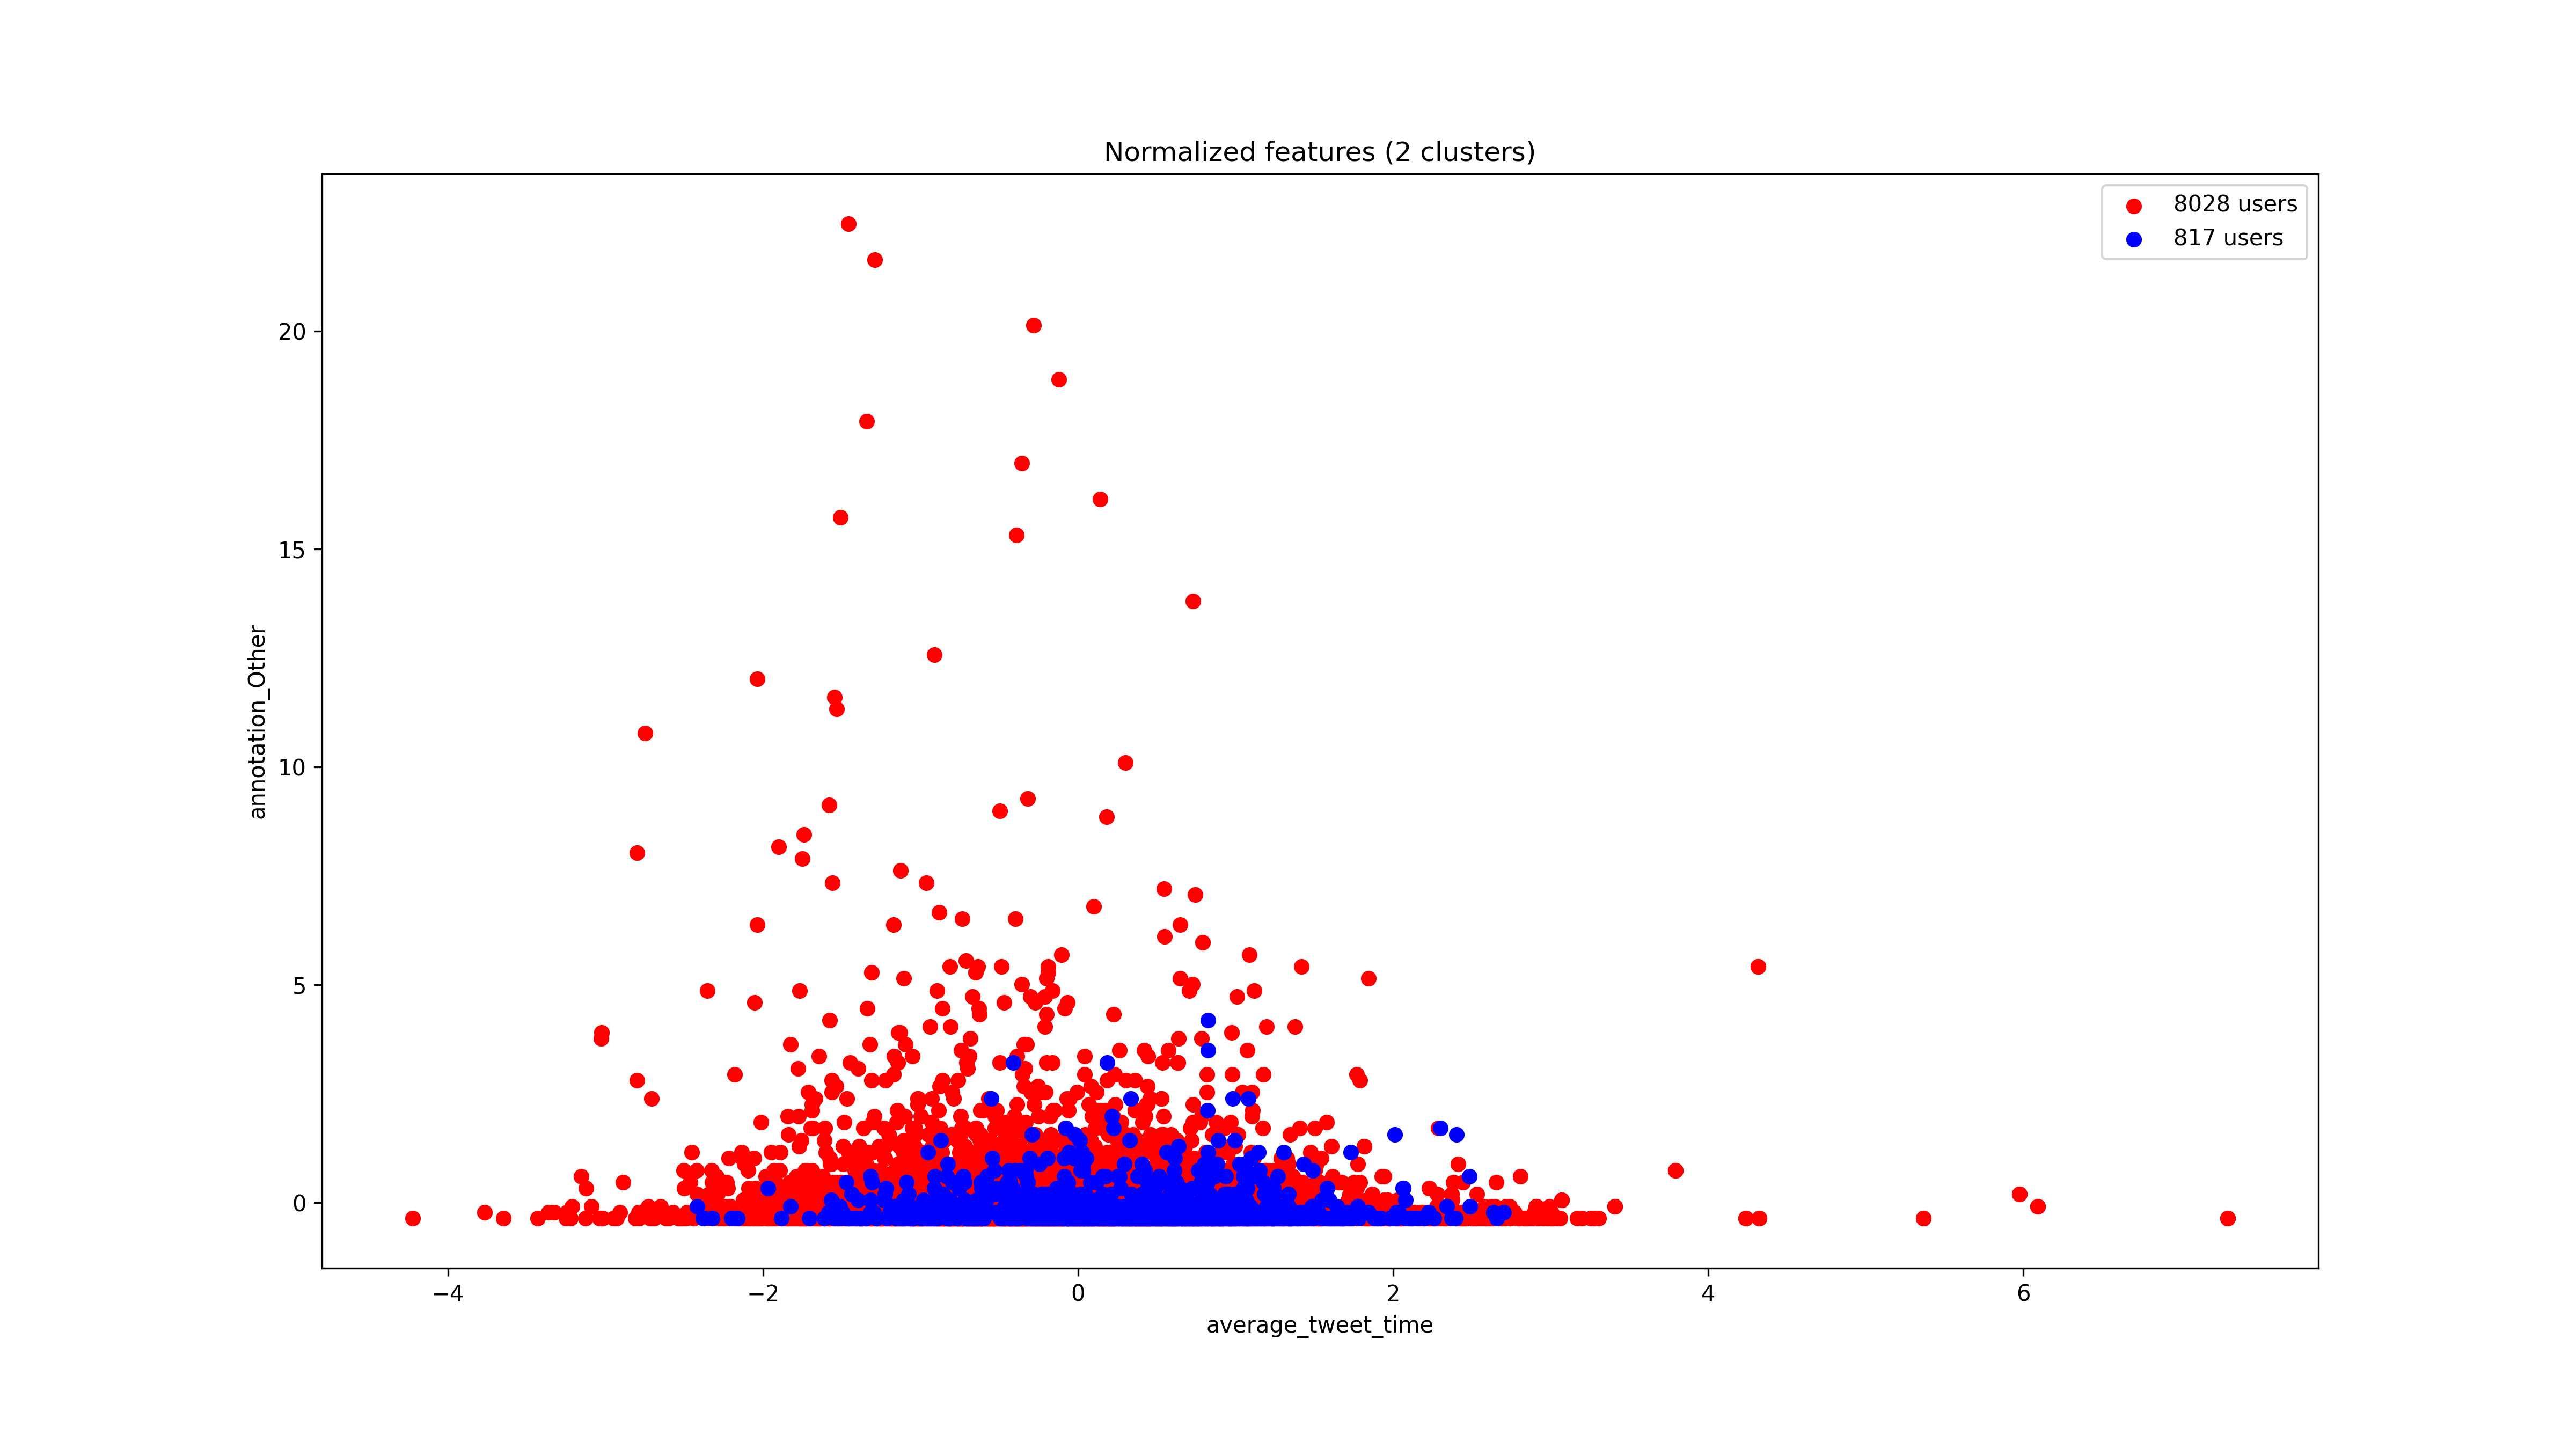 Normalized features (2 clusters)
8028 users
817 users
20
15
10
5
0
annotation_Other
−4
−2
0
2
4
6
average_tweet_time